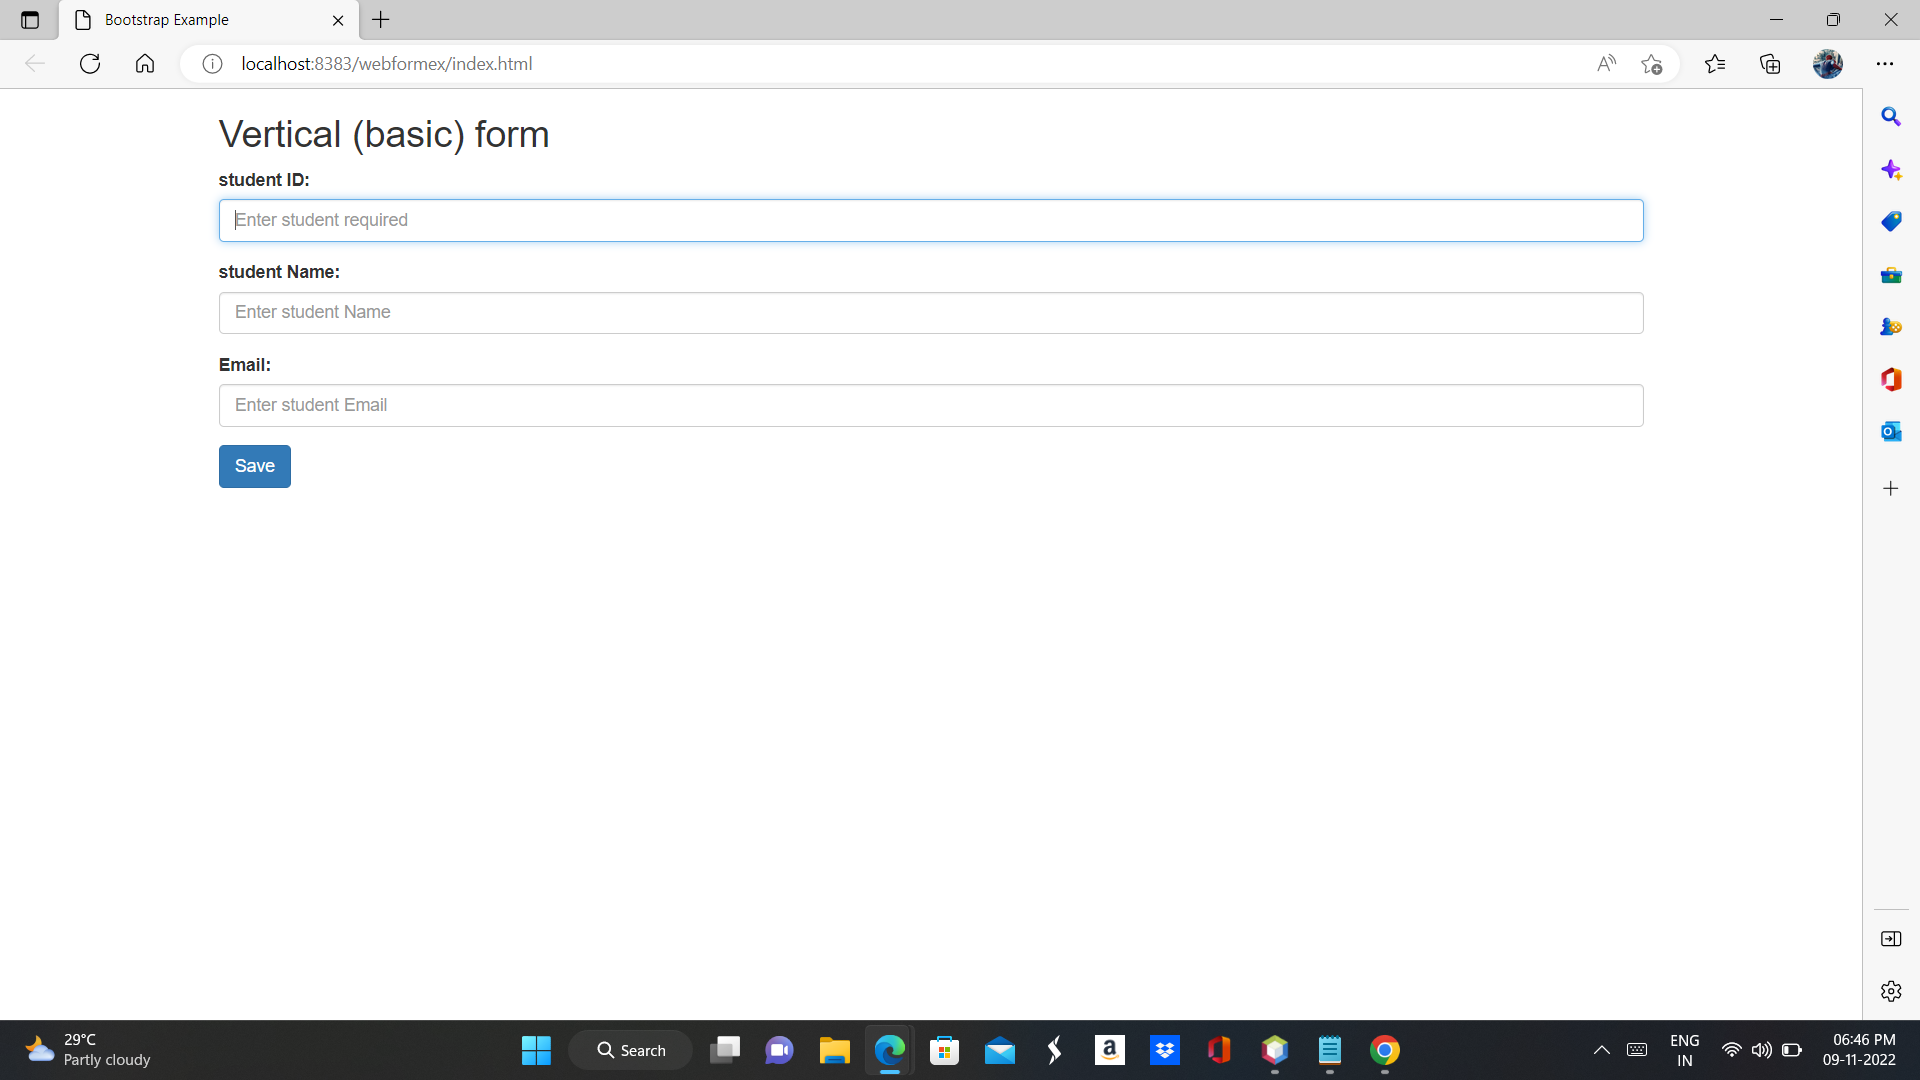 Bootstrap Example
localhost:8383/webformex/index.html
Vertical (basic) form
student ID:
Enter student required
student Name:
Enter student Name
Email:
Enter student Email
Save
29°C
Partly cloudy
Search
a
ENG
IN
06:46 PM
09-11-2022